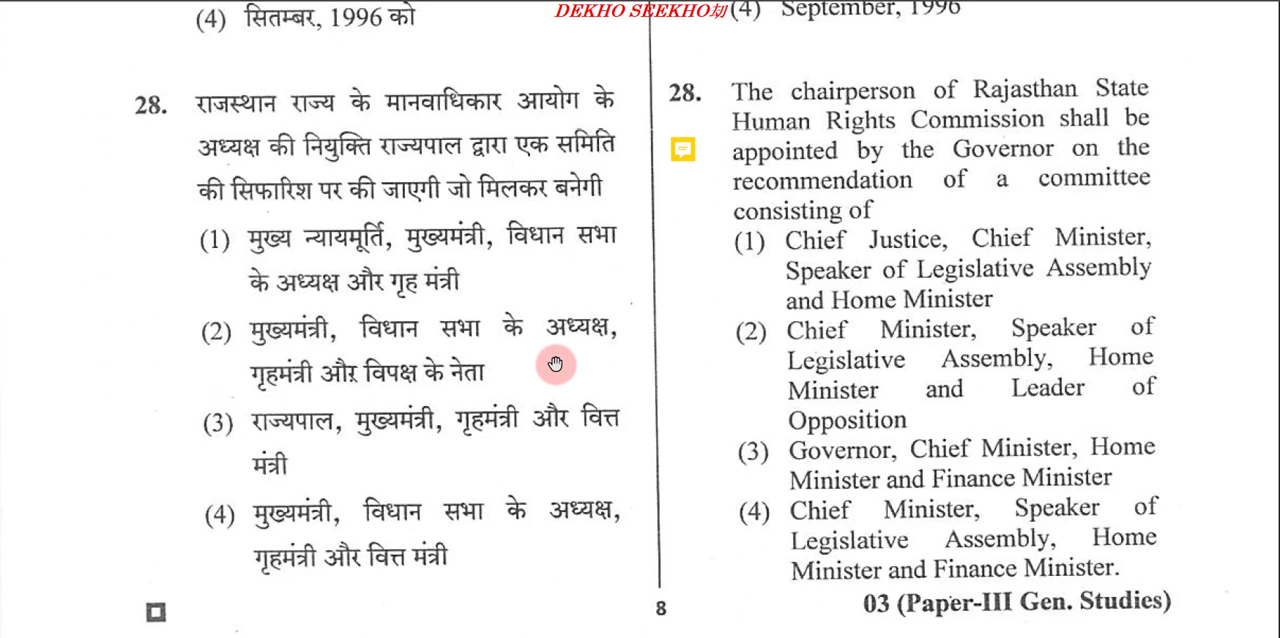 (4) सितम्बर, 1996 को
DEKHO SEEKHO
(4) September, 1996
28. राजस्थान राज्य के मानवाधिकार आयोग के
अध्यक्ष की नियुक्ति राज्यपाल द्वारा एक समिति
की सिफारिश पर की जाएगी जो मिलकर बनेगी
(1) मुख्य न्यायमूर्ति, मुख्यमंत्री, विधान सभा
के अध्यक्ष और गृह मंत्री
(2) मुख्यमंत्री, विधान सभा के अध्यक्ष,
गृहमंत्री और विपक्ष के नेता
(3) राज्यपाल, मुख्यमंत्री, गृहमंत्री और वित्त
मंत्री
(4) मुख्यमंत्री, विधान सभा के अध्यक्ष,
गृहमंत्री और वित्त मंत्री
28. The chairperson of Rajasthan State
Human Rights Commission shall be
appointed by the Governor on the
recommendation of a committee
consisting of
(1) Chief Justice, Chief Minister,
Speaker of Legislative Assembly
and Home Minister
(2) Chief Minister, Speaker of
Legislative Assembly, Home
Minister and Leader of
Opposition
(3) Governor, Chief Minister, Home
Minister and Finance Minister
(4) Chief Minister, Speaker of
Legislative Assembly, Home
Minister and Finance Minister.
8
03 (Paper-III Gen. Studies)